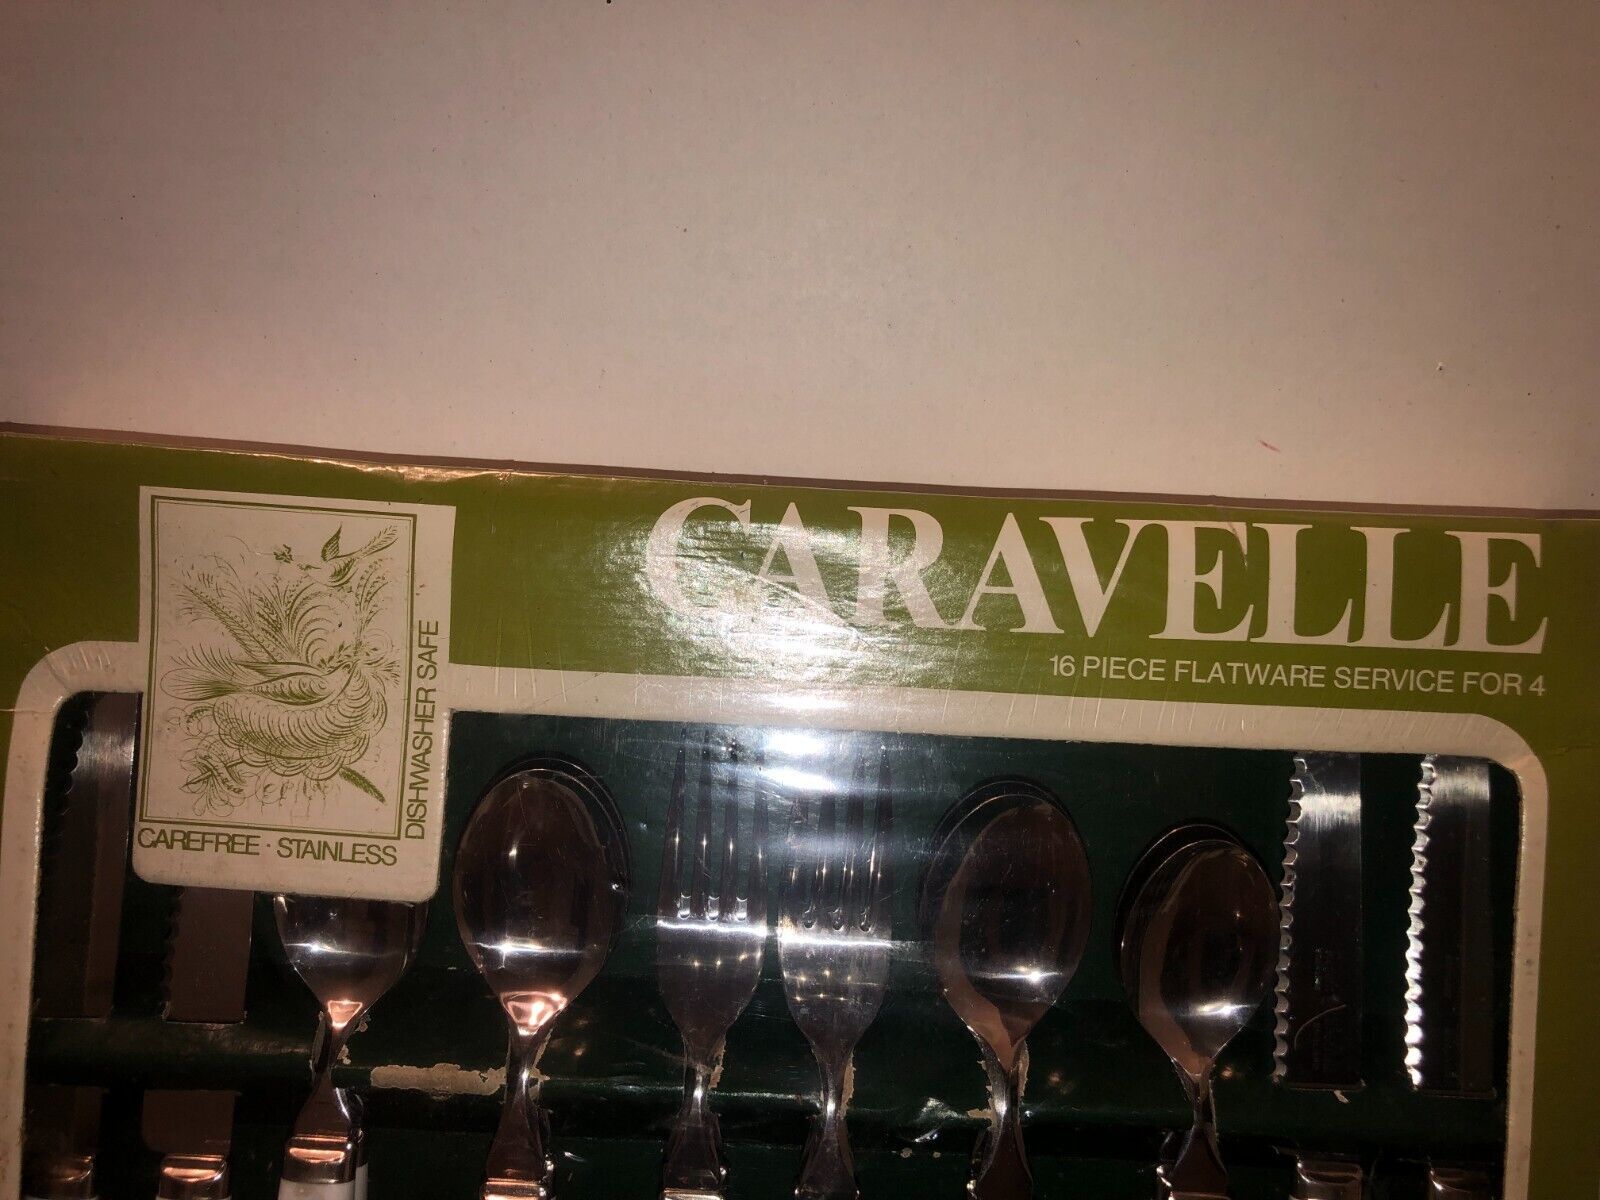 CARAVELLE
16 PIECE FLATWARE SERVICE FOR 4
DISHWASHER SAFE
CAREFREE · STAINLESS